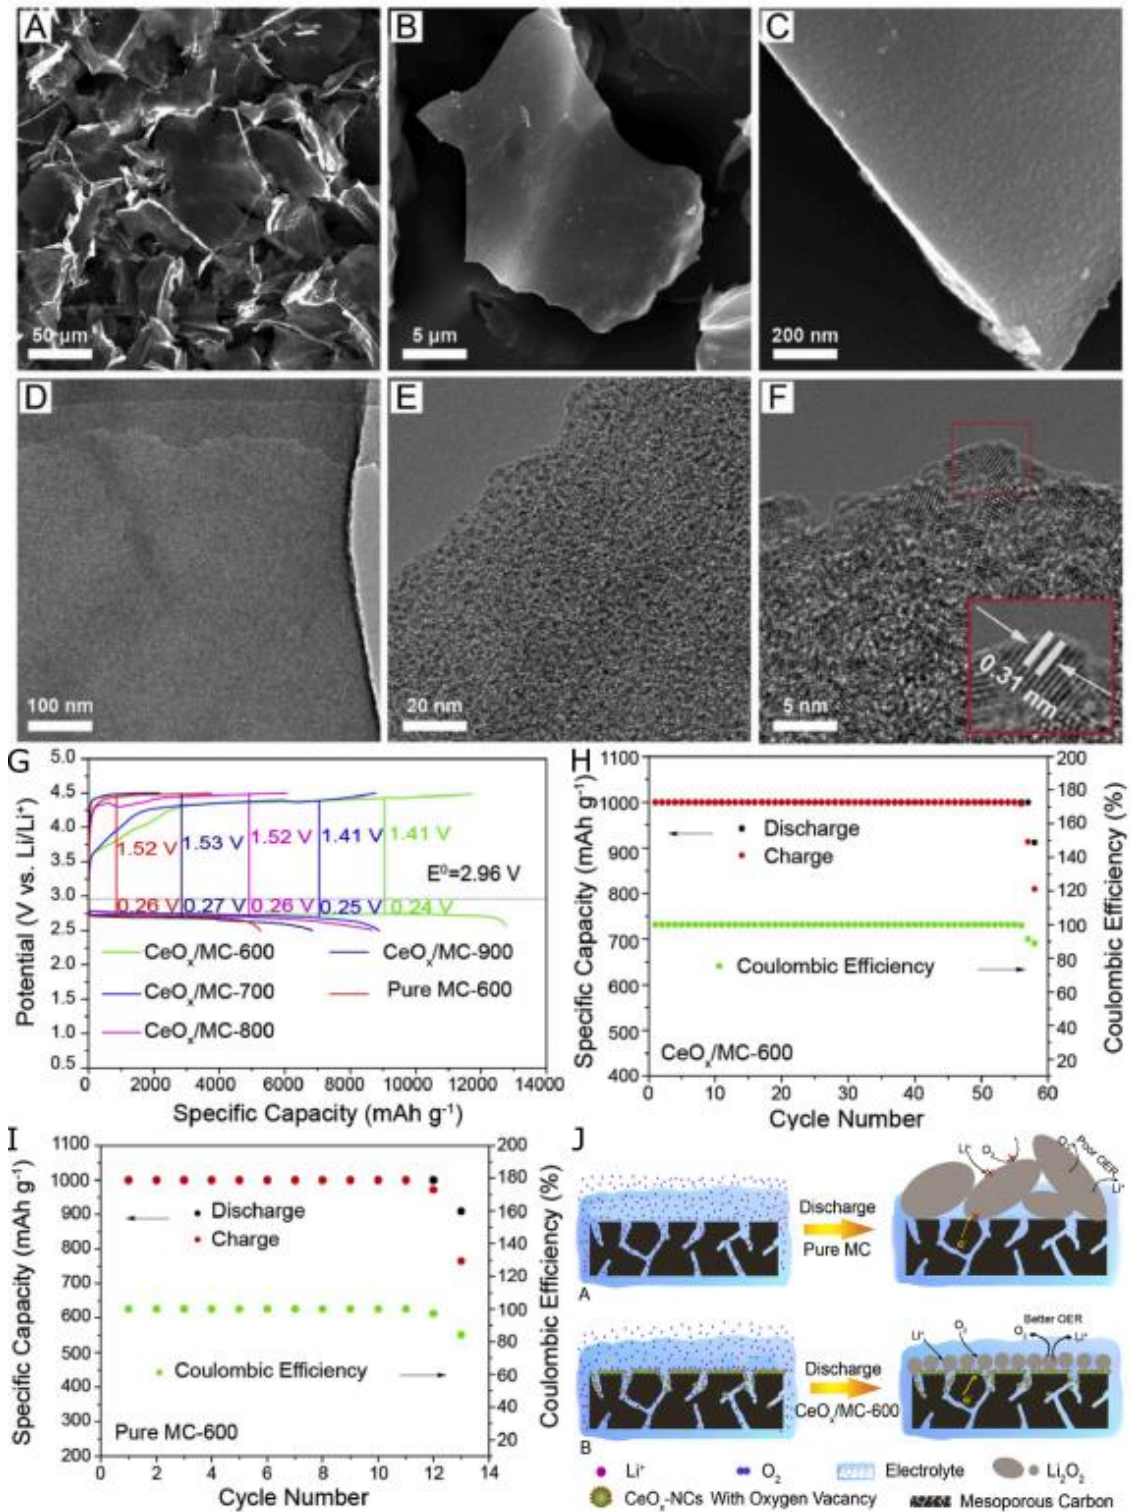 A
50 µm
B
5 µm
C
200 nm
D
100 nm
E
20 nm
F
0.31 nm
5 nm
G
Potential (V vs. Li/Li⁺)
5.0
4.5
4.0
3.5
3.0
2.5
2.0
1.5
1.0
0.5
1.52 V
1.53 V
1.52 V
1.41 V
1.41 V
E⁰=2.96 V
0.26 V
0.27 V
0.26 V
0.25 V
0.24 V
CeOₓ/MC-600
CeOₓ/MC-900
CeOₓ/MC-700
Pure MC-600
CeOₓ/MC-800
0 2000 4000 6000 8000 10000 12000 14000
Specific Capacity (mAh g⁻¹)
H
Specific Capacity (mAh g⁻¹)
1100
1000
900
800
700
600
500
400
Discharge
Charge
Coulombic Efficiency
CeOₓ/MC-600
200
180
160
140
120
100
80
60
40
20
Coulombic Efficiency (%)
0 10 20 30 40 50 60
Cycle Number
I
Specific Capacity (mAh g⁻¹)
1100
1000
900
800
700
600
500
400
300
200
Discharge
Charge
Coulombic Efficiency
Pure MC-600
200
180
160
140
120
100
80
60
40
20
Coulombic Efficiency (%)
0 2 4 6 8 10 12 14
Cycle Number
J
Discharge
Pure MC
Li⁺
O₂
O₂
Poor OER
Li⁺
A
Discharge
CeOₓ/MC-600
Li⁺
O₂
Better OER
O₂
Li⁺
B
Li⁺
O₂
Electrolyte
Li₂O₂
CeOₓ-NCs With Oxygen Vacancy
Mesoporous Carbon